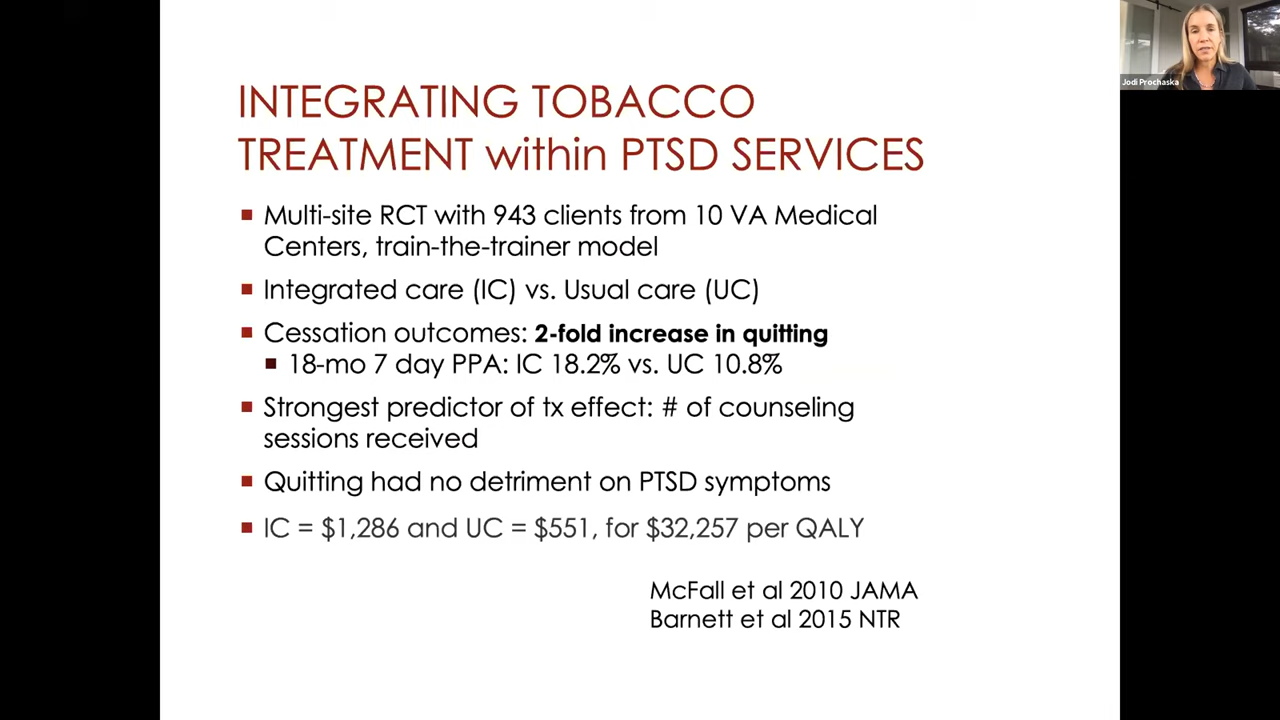 Jodi Prochaska
INTEGRATING TOBACCO
TREATMENT within PTSD SERVICES
■ Multi-site RCT with 943 clients from 10 VA Medical
Centers, train-the-trainer model
■ Integrated care (IC) vs. Usual care (UC)
■ Cessation outcomes: 2-fold increase in quitting
■ 18-mo 7 day PPA: IC 18.2% vs. UC 10.8%
■ Strongest predictor of tx effect: # of counseling
sessions received
■ Quitting had no detriment on PTSD symptoms
■ IC = $1,286 and UC = $551, for $32,257 per QALY
McFall et al 2010 JAMA
Barnett et al 2015 NTR